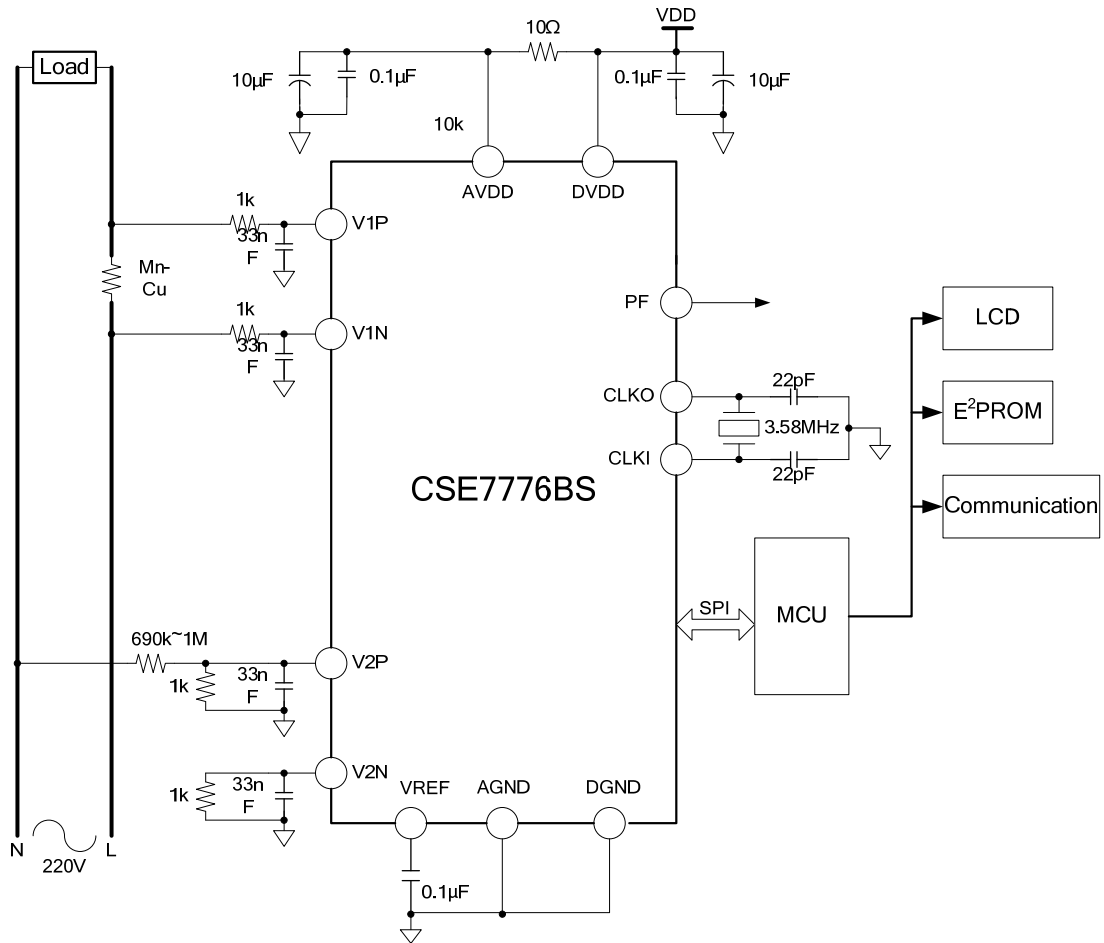 VDD
10Ω
Load
10µF
0.1µF
0.1µF
10µF
10k
AVDD
DVDD
1k
V1P
33n
F
Mn-
Cu
PF
LCD
1k
V1N
33n
F
CLKO
22pF
E²PROM
3.58MHz
CLKI
22pF
CSE7776BS
Communication
SPI
MCU
690k~1M
V2P
1k
33n
F
V2N
1k
33n
F
VREF
AGND
DGND
N
L
220V
0.1µF